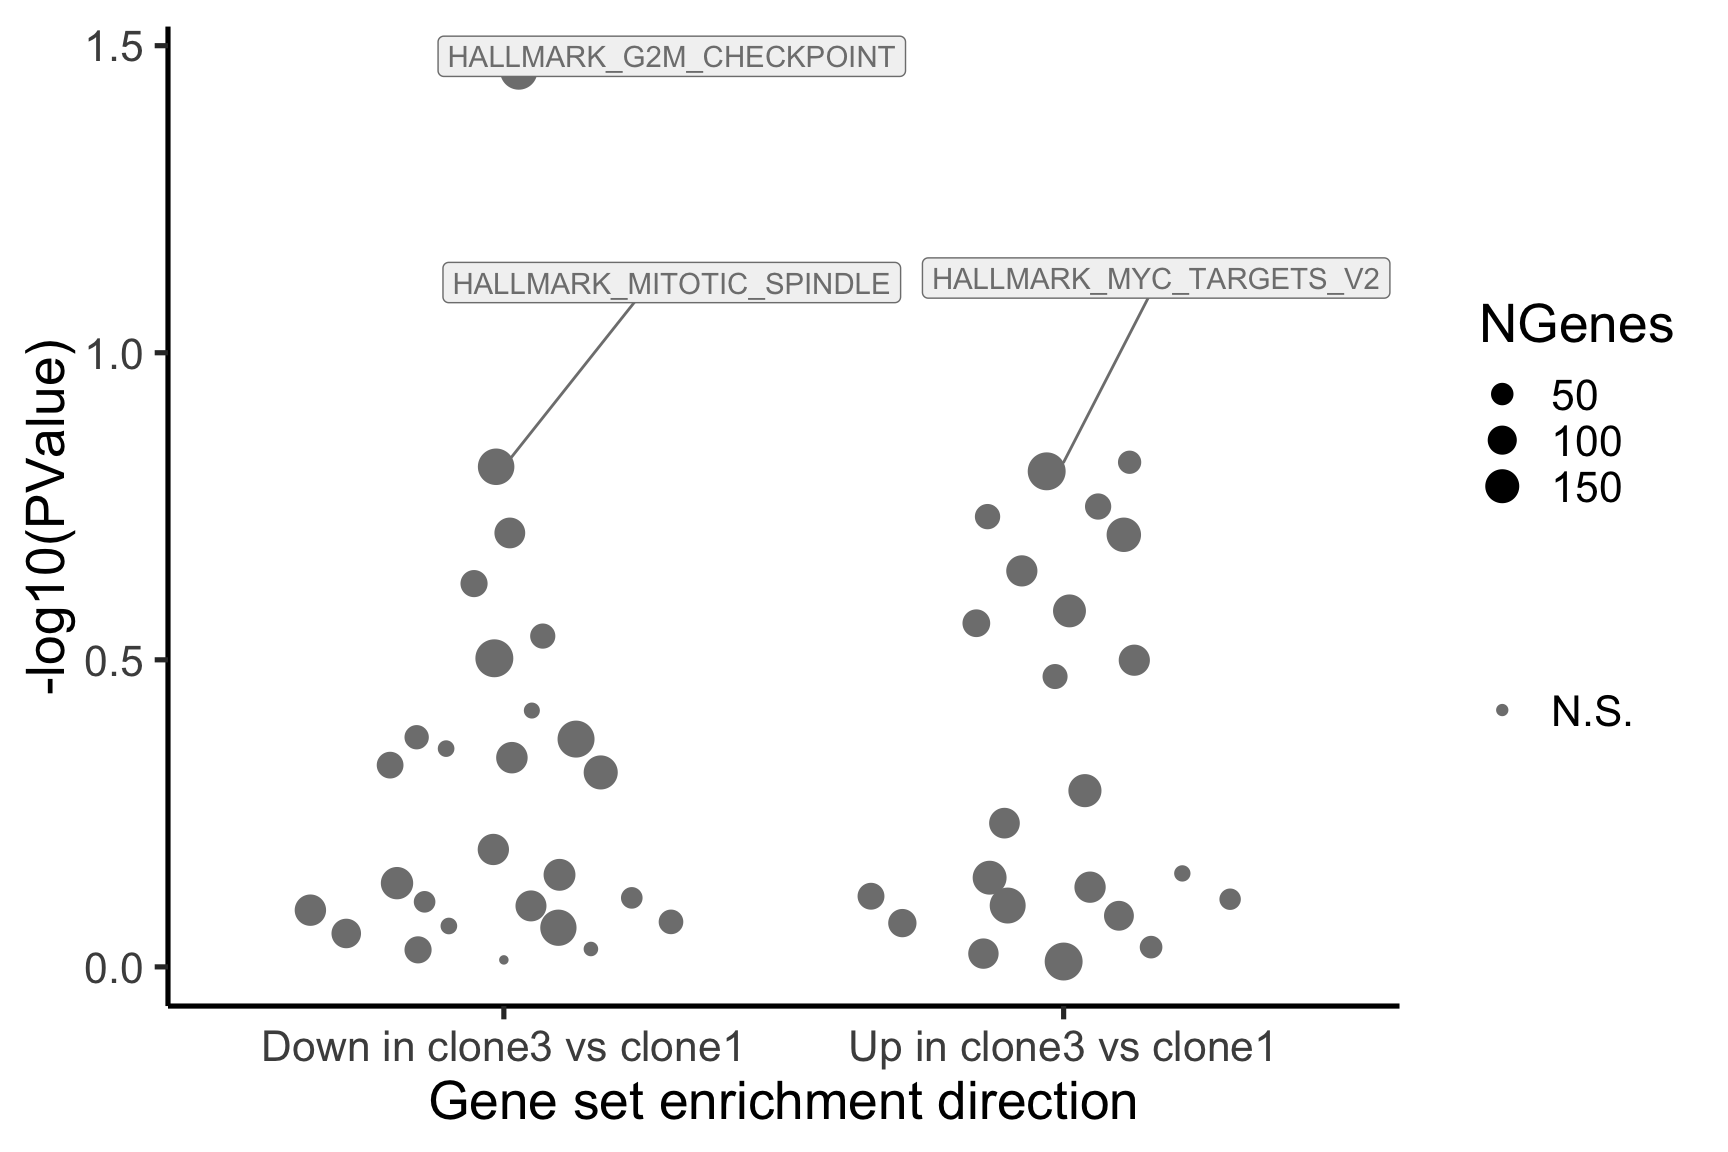 1.5
1.0
0.5
0.0
-log10(PValue)
HALLMARK_G2M_CHECKPOINT
HALLMARK_MITOTIC_SPINDLE
HALLMARK_MYC_TARGETS_V2
Down in clone3 vs clone1
Up in clone3 vs clone1
Gene set enrichment direction
NGenes
50
100
150
N.S.